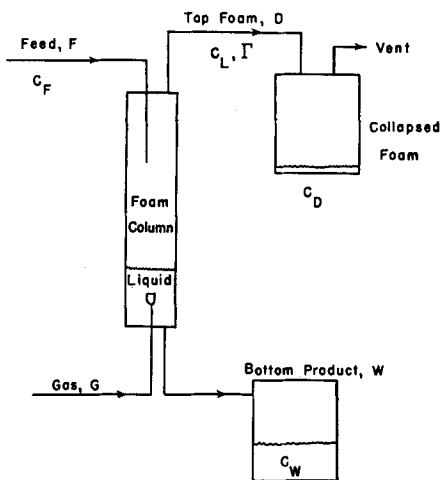 Top Foam, D
Feed, F
C_L, Γ
Vent
C_F
Collapsed
Foam
C_D
Foam
Column
Liquid
Gas, G
Bottom Product, W
C_W